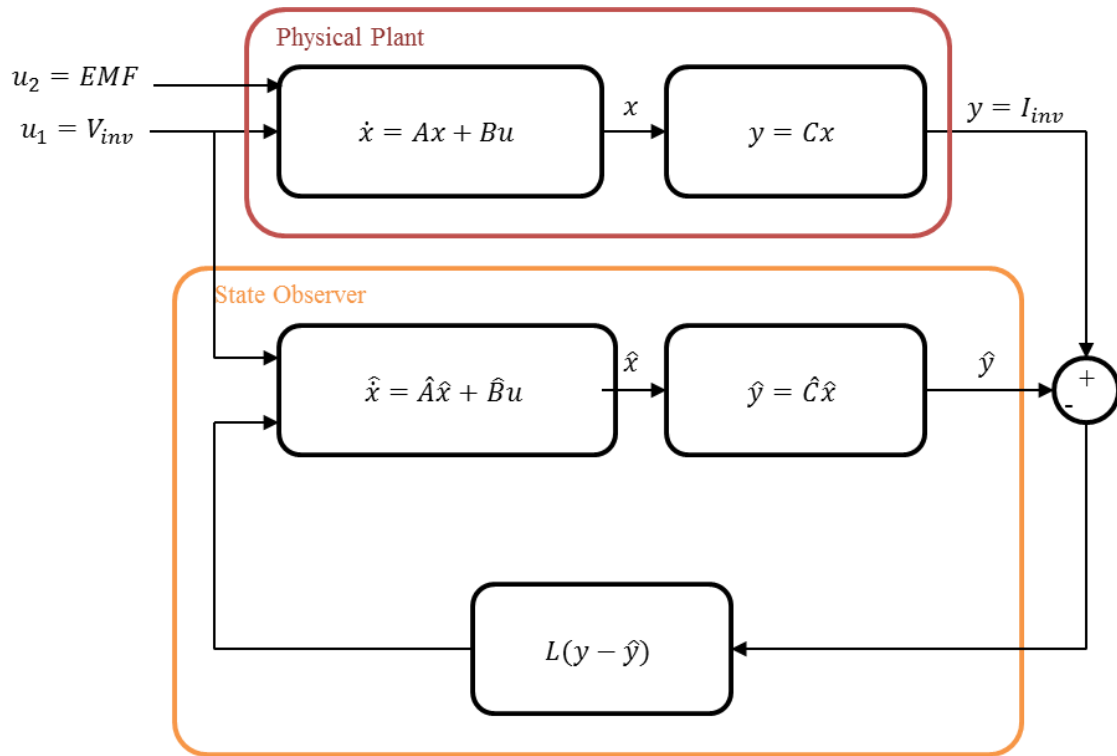 Physical Plant
u₂ = EMF
u₁ = V_inv
ẋ = Ax + Bu
x
y = Cx
y = I_inv
State Observer
x̂̇ = Âx̂ + B̂u
x̂
ŷ = Ĉx̂
ŷ
+
-
L(y − ŷ)